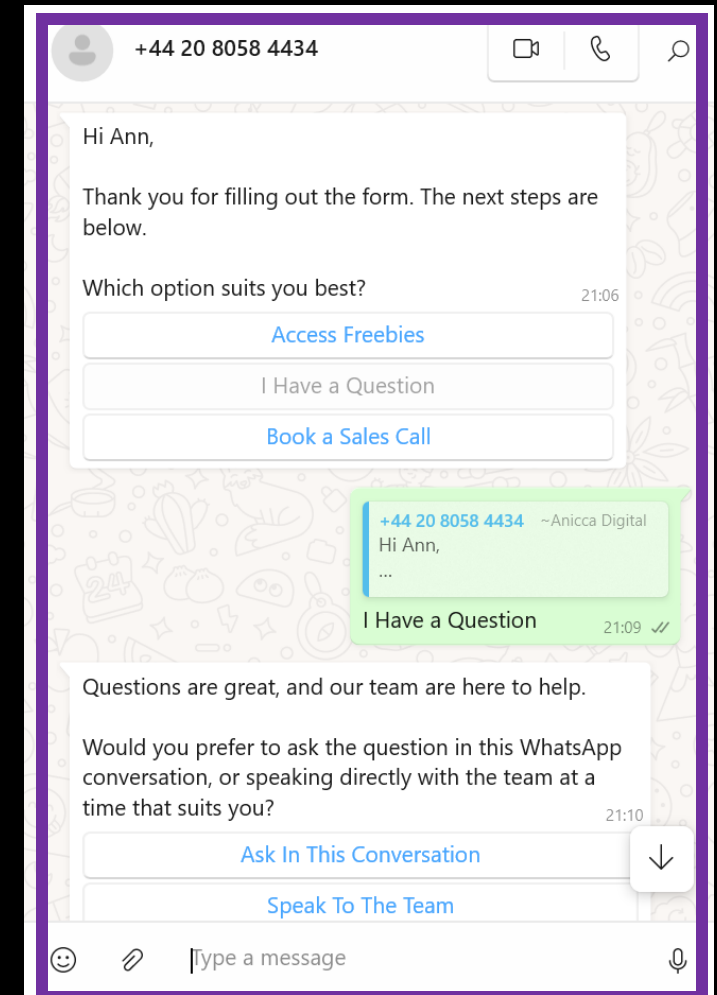 +44 20 8058 4434
Hi Ann,
Thank you for filling out the form. The next steps are
below.
Which option suits you best?
21:06
Access Freebies
I Have a Question
Book a Sales Call
+44 20 8058 4434 ~Anicca Digital
Hi Ann,
...
I Have a Question
21:09
Questions are great, and our team are here to help.
Would you prefer to ask the question in this WhatsApp
conversation, or speaking directly with the team at a
time that suits you?
21:10
Ask In This Conversation
Speak To The Team
Type a message
24